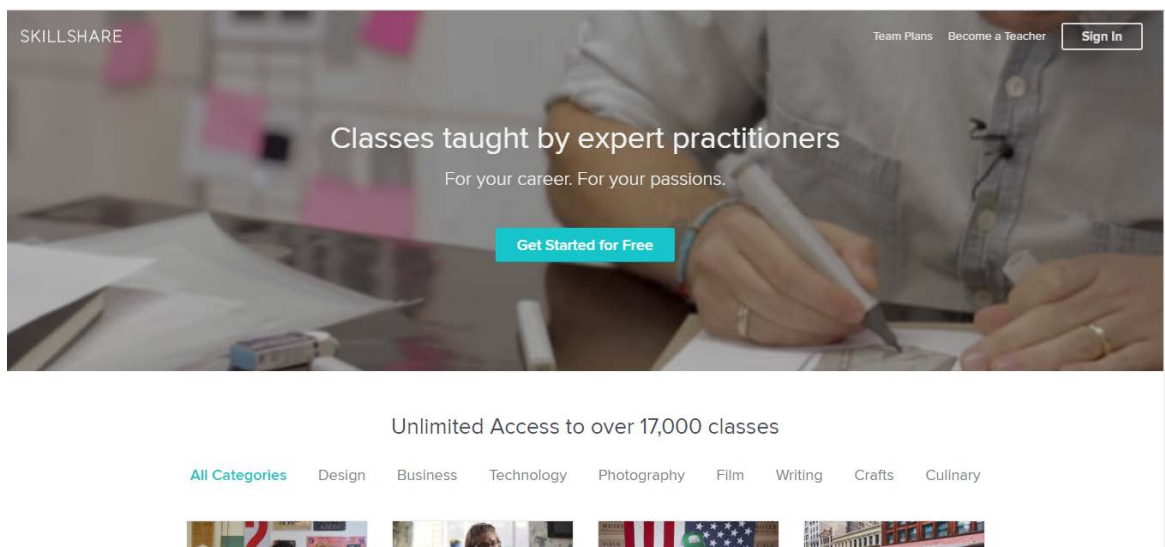 SKILLSHARE
Team Plans Become a Teacher Sign In
Classes taught by expert practitioners
For your career. For your passions.
Get Started for Free
Unlimited Access to over 17,000 classes
All Categories Design Business Technology Photography Film Writing Crafts Culinary